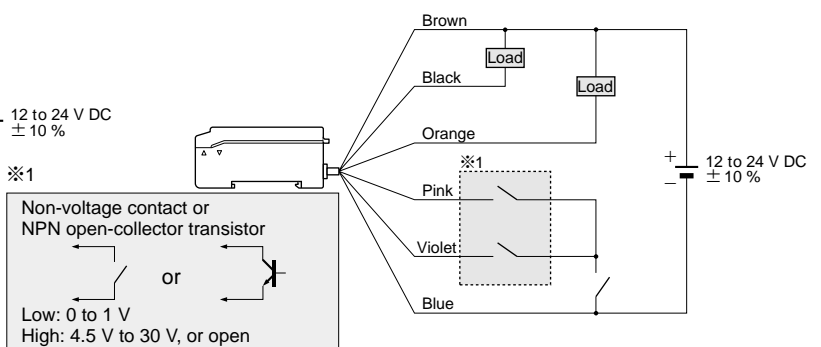 Brown
Load
Black
Load
Orange
12 to 24 V DC
± 10 %
※1
※1
+
−
12 to 24 V DC
± 10 %
Pink
Violet
Blue
Non-voltage contact or
NPN open-collector transistor
or
Low: 0 to 1 V
High: 4.5 V to 30 V, or open